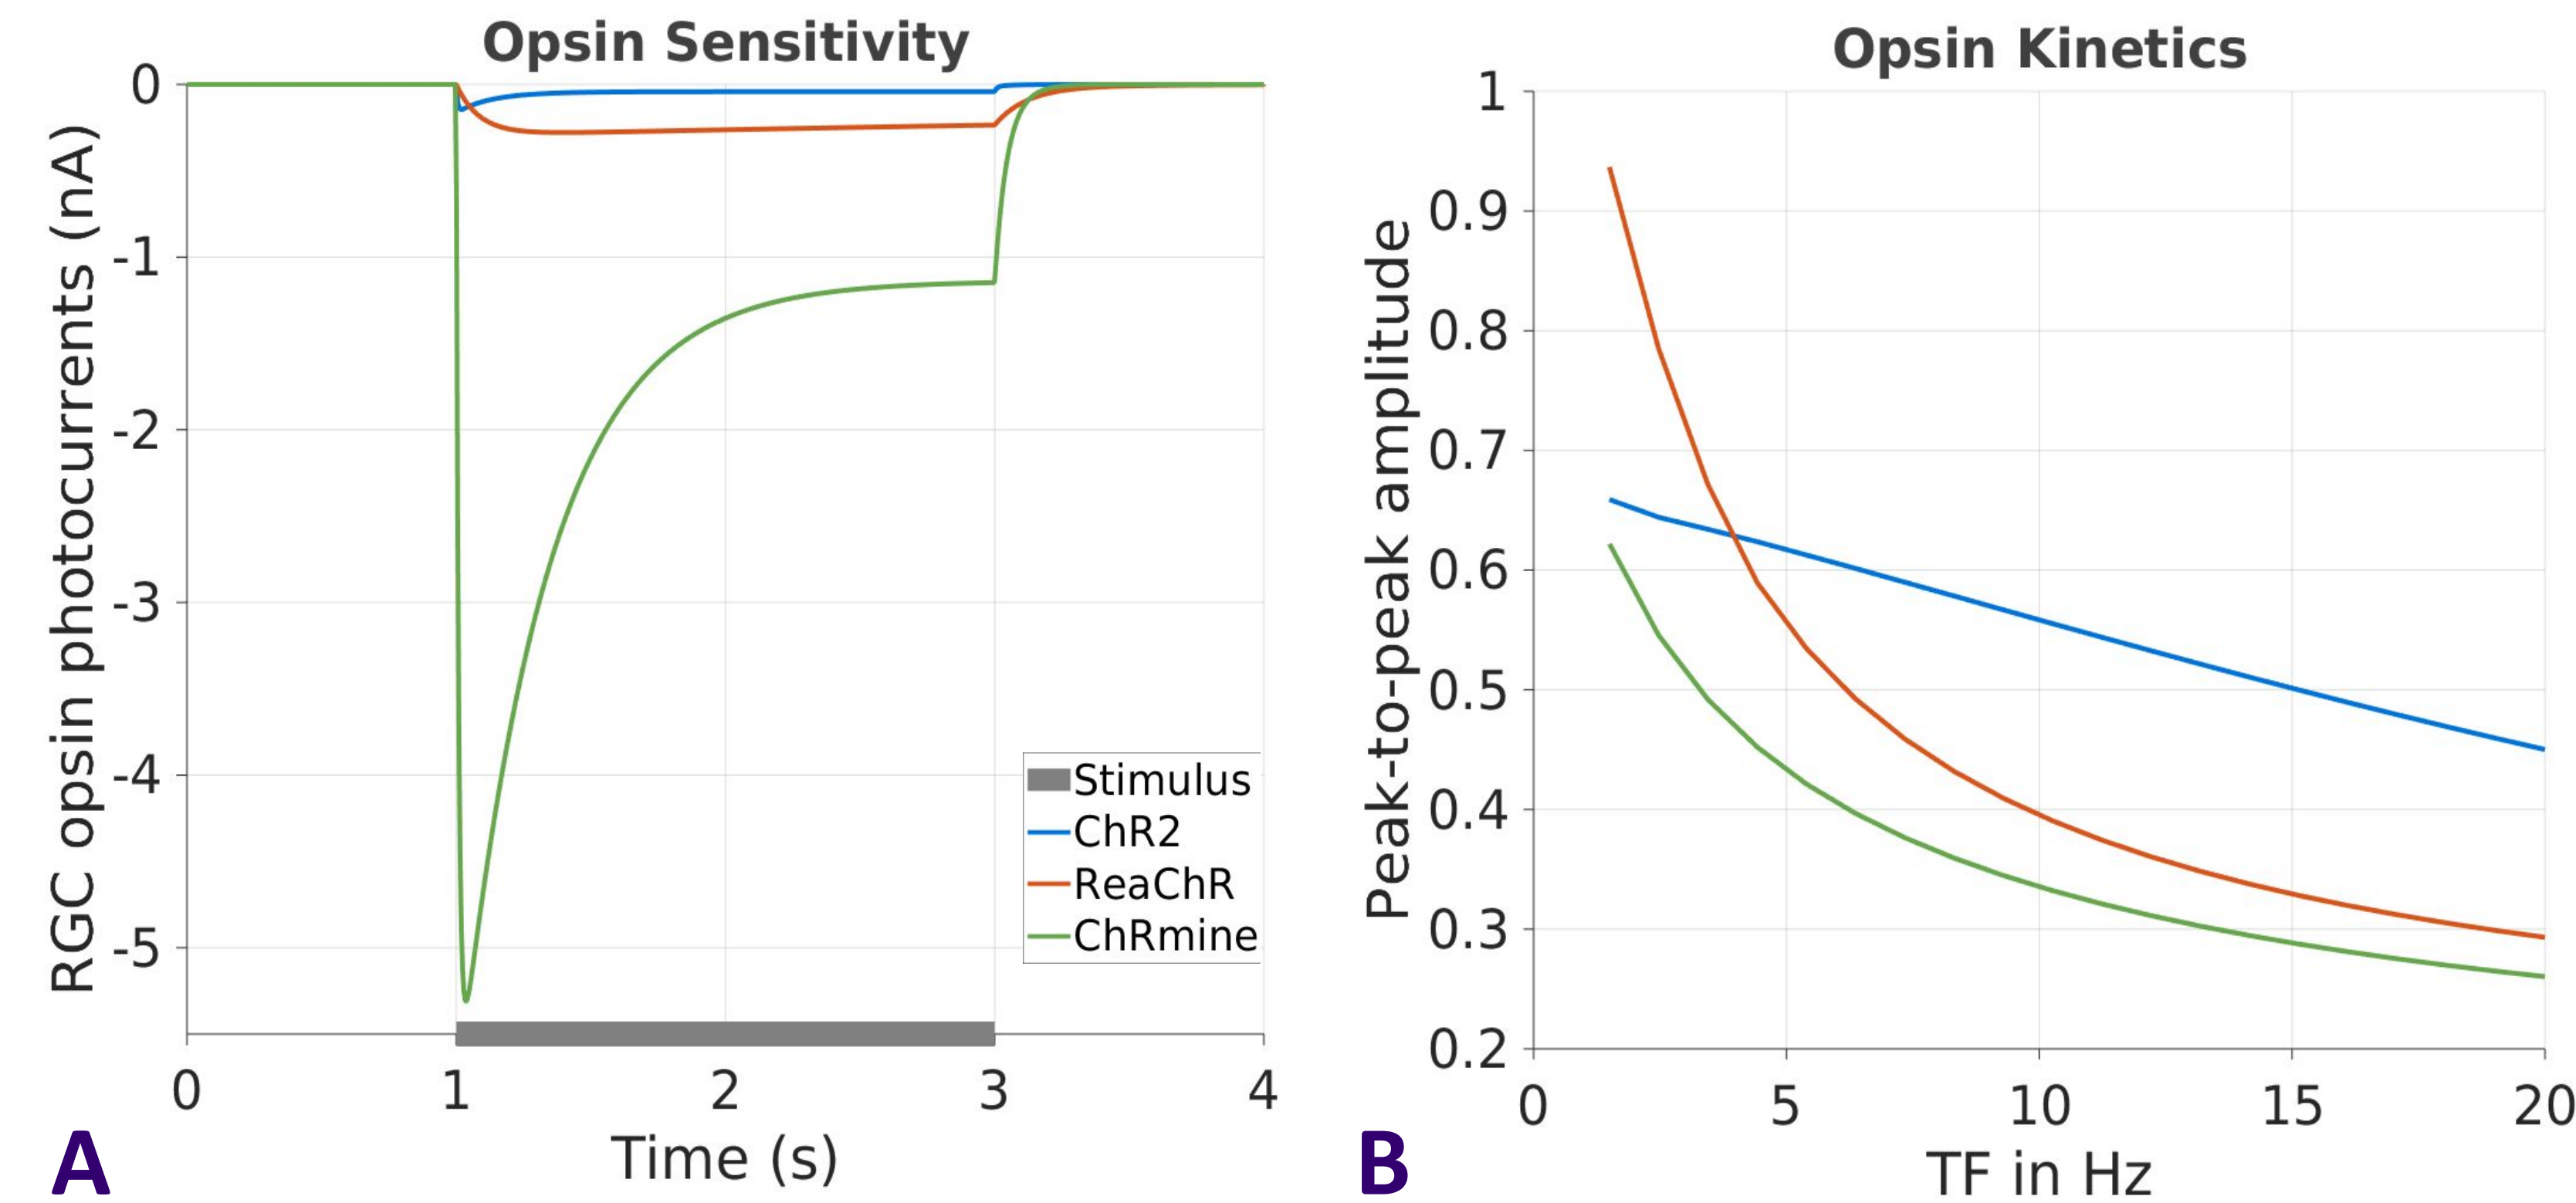 Opsin Sensitivity
RGC opsin photocurrents (nA)
0
-1
-2
-3
-4
-5
Stimulus
ChR2
ReaChR
ChRmine
0 1 2 3 4
Time (s)
A
Opsin Kinetics
Peak-to-peak amplitude
1
0.9
0.8
0.7
0.6
0.5
0.4
0.3
0.2
0 5 10 15 20
TF in Hz
B